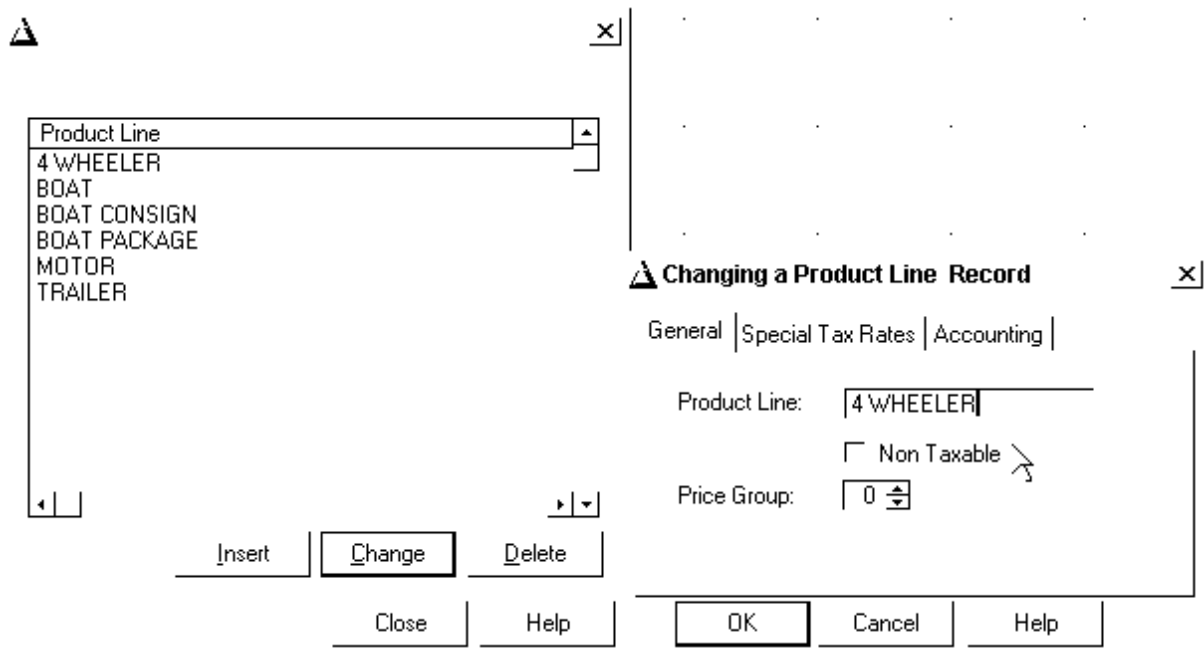 Product Line
4 WHEELER
BOAT
BOAT CONSIGN
BOAT PACKAGE
MOTOR
TRAILER
Insert Change Delete
Close Help
Changing a Product Line Record
General Special Tax Rates Accounting
Product Line: 4 WHEELER
Non Taxable
Price Group: 0
OK Cancel Help